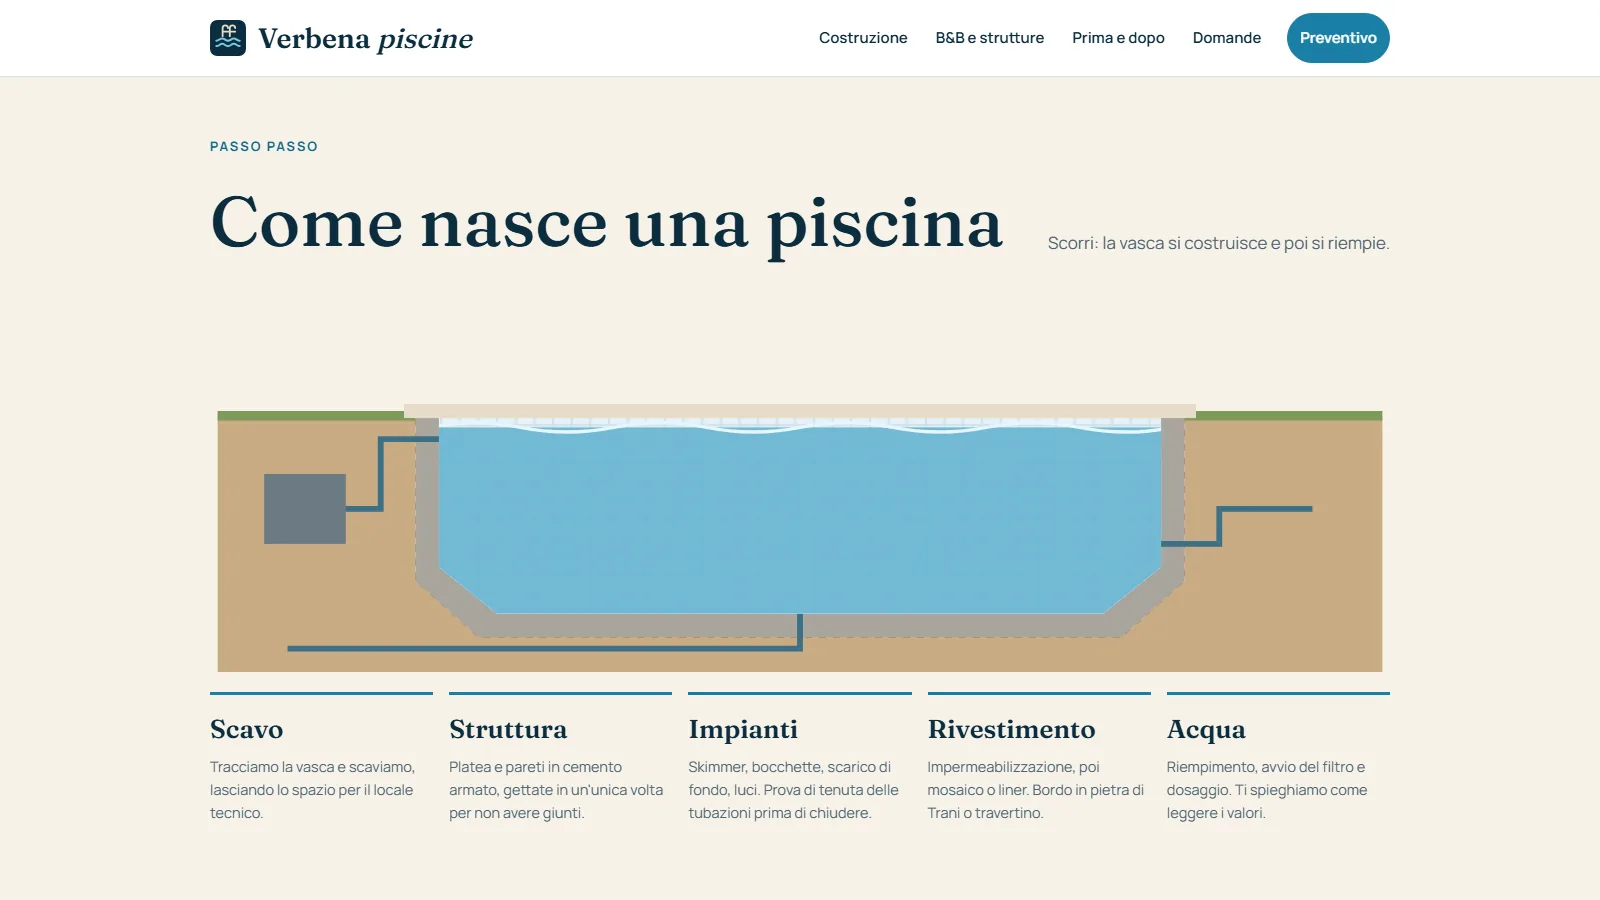 Verbena piscine
Costruzione
B&B e strutture
Prima e dopo
Domande
Preventivo
PASSO PASSO
Come nasce una piscina
Scorri: la vasca si costruisce e poi si riempie.
Scavo
Tracciamo la vasca e scaviamo,
lasciando lo spazio per il locale
tecnico.
Struttura
Platea e pareti in cemento
armato, gettate in un'unica volta
per non avere giunti.
Impianti
Skimmer, bocchette, scarico di
fondo, luci. Prova di tenuta delle
tubazioni prima di chiudere.
Rivestimento
Impermeabilizzazione, poi
mosaico o liner. Bordo in pietra di
Trani o travertino.
Acqua
Riempimento, avvio del filtro e
dosaggio. Ti spieghiamo come
leggere i valori.